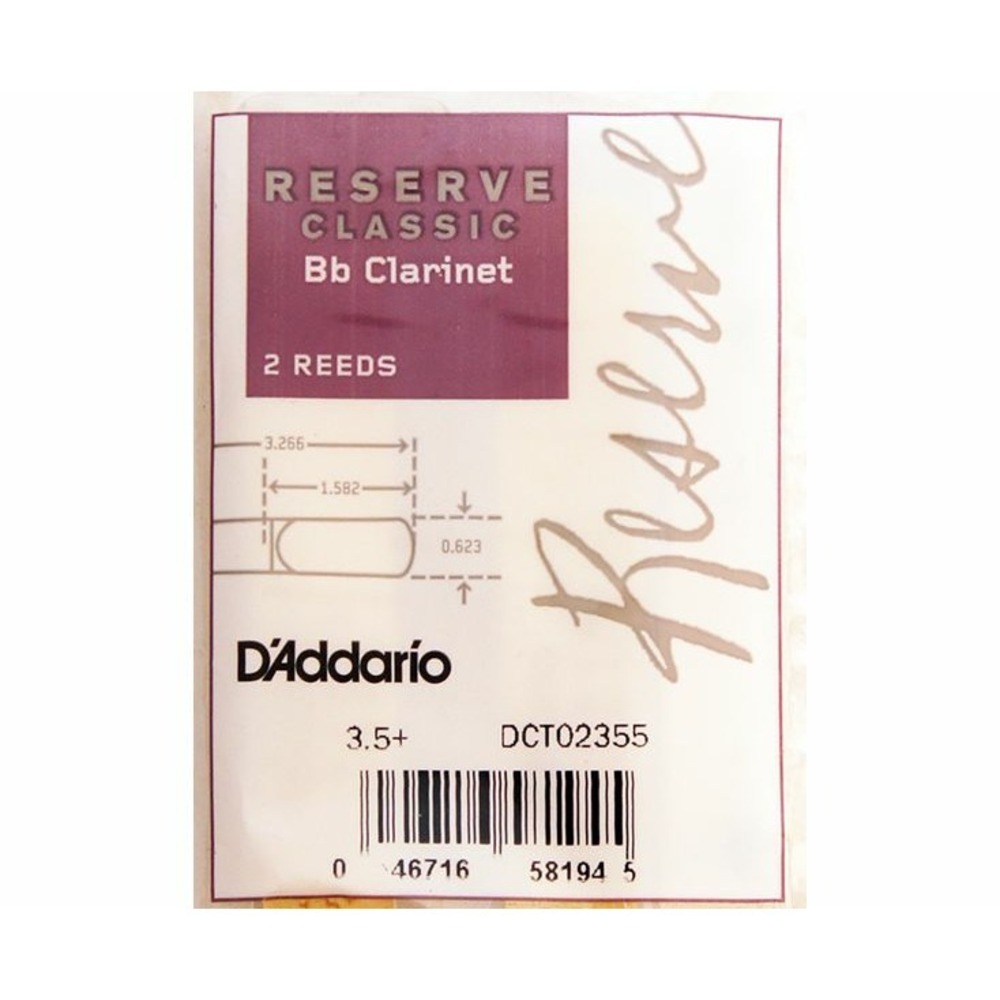 RESERVE
CLASSIC
Bb Clarinet
2 REEDS
Reserve
3.266
1.582
0.623
D'Addario
3.5+
DCT02355
0 46716 58194 5